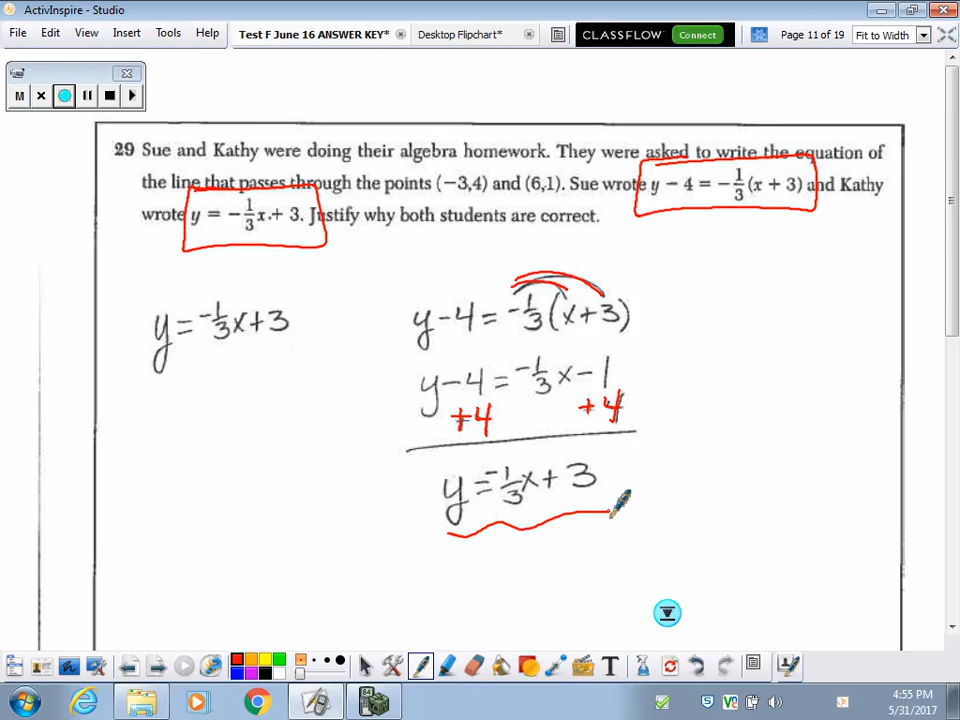 ActivInspire - Studio
File Edit View Insert Tools Help Test F June 16 ANSWER KEY* Desktop Flipchart* CLASSFLOW Connect Page 11 of 19 Fit to Width
M
29 Sue and Kathy were doing their algebra homework. They were asked to write the equation of
the line that passes through the points (−3,4) and (6,1). Sue wrote y − 4 = −1/3(x + 3) and Kathy
wrote y = −1/3x + 3. Justify why both students are correct.
y = -1/3x+3
y-4 = -1/3(x+3)
y-4 = -1/3x-1
+4 +4
y = -1/3x+3
T
84
V2
4:55 PM
5/31/2017